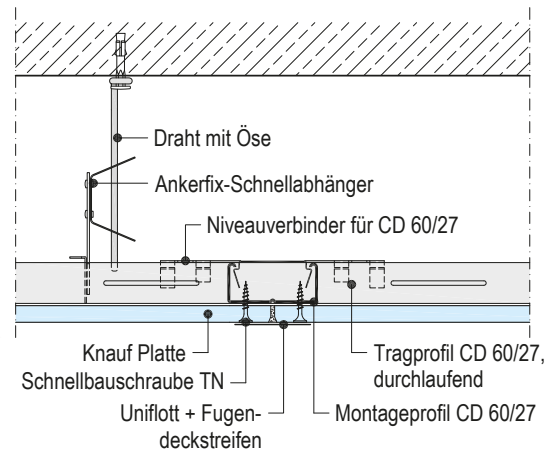 Draht mit Öse
Ankerfix-Schnellabhänger
Niveauverbinder für CD 60/27
Knauf Platte
Schnellbauschraube TN
Uniflott + Fugen-
deckstreifen
Tragprofil CD 60/27,
durchlaufend
Montageprofil CD 60/27